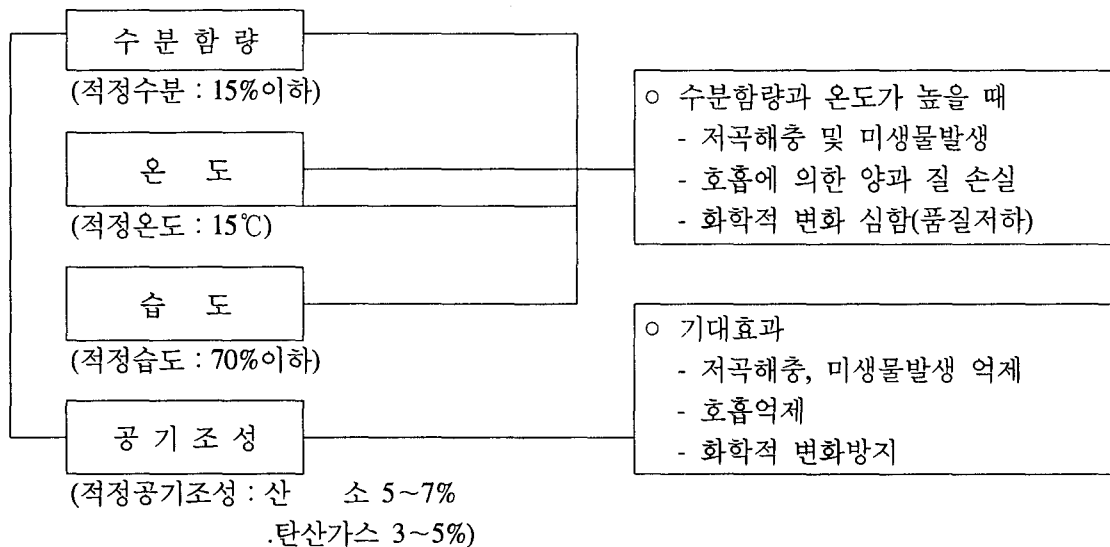 수 분 함 량
(적정수분 : 15%이하)
온 도
(적정온도 : 15℃)
습 도
(적정습도 : 70%이하)
공 기 조 성
(적정공기조성 : 산 소 5~7%
.탄산가스 3~5%)
○ 수분함량과 온도가 높을 때
- 저곡해충 및 미생물발생
- 호흡에 의한 양과 질 손실
- 화학적 변화 심함(품질저하)
○ 기대효과
- 저곡해충, 미생물발생 억제
- 호흡억제
- 화학적 변화방지